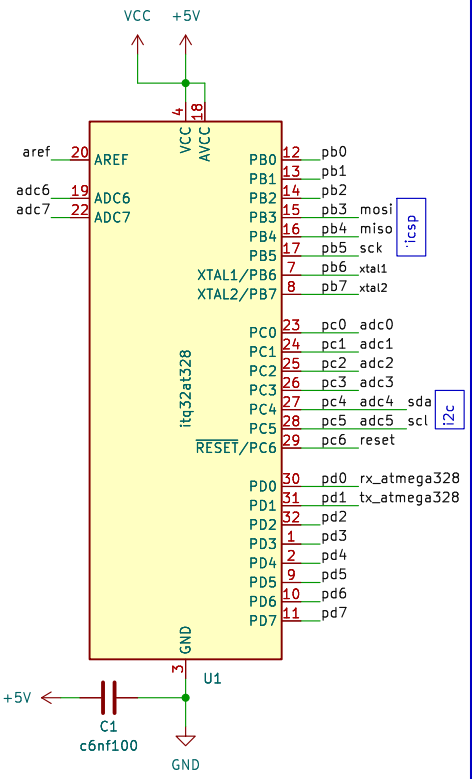 VCC +5V
4 18
VCC AVCC
aref 20 AREF PB0 12 pb0
PB1 13 pb1
adc6 19 ADC6 PB2 14 pb2
adc7 22 ADC7 PB3 15 pb3 mosi
PB4 16 pb4 miso
PB5 17 pb5 sck
icsp
XTAL1/PB6 7 pb6 xtal1
XTAL2/PB7 8 pb7 xtal2
PC0 23 pc0 adc0
PC1 24 pc1 adc1
PC2 25 pc2 adc2
PC3 26 pc3 adc3
PC4 27 pc4 adc4 sda
PC5 28 pc5 adc5 scl
i2c
RESET/PC6 29 pc6 reset
itq32at328
PD0 30 pd0 rx_atmega328
PD1 31 pd1 tx_atmega328
PD2 32 pd2
PD3 1 pd3
PD4 2 pd4
PD5 9 pd5
PD6 10 pd6
PD7 11 pd7
GND
3 U1
+5V
C1
c6nf100
GND